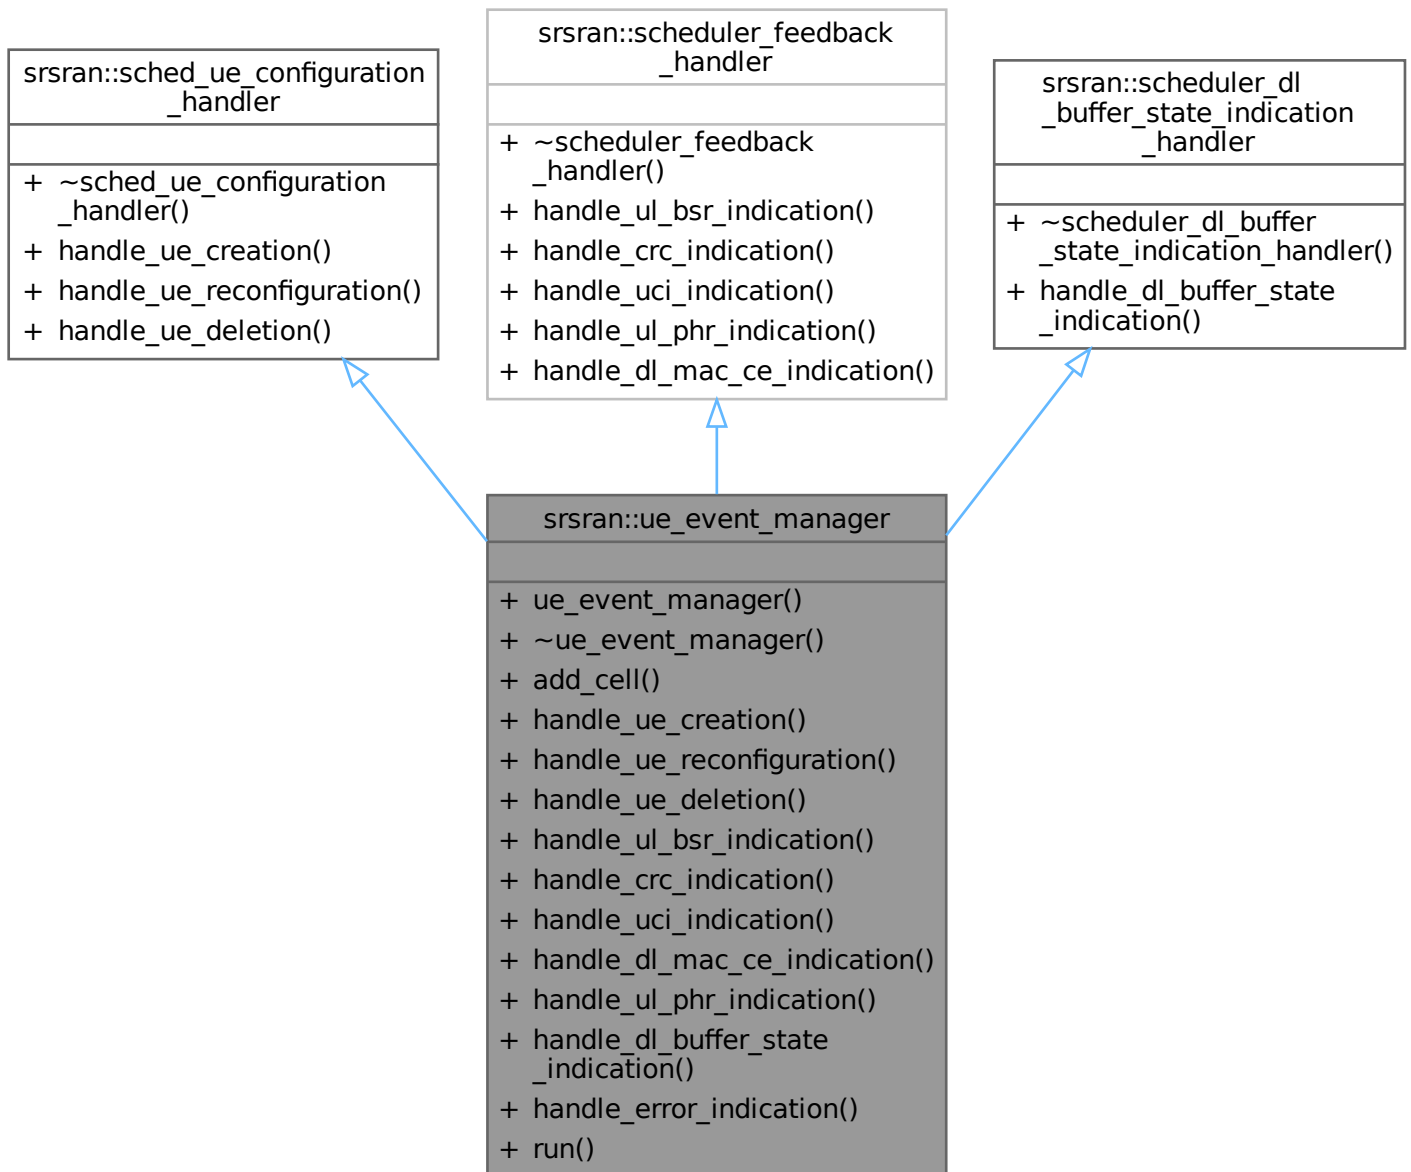 srsran::sched_ue_configuration
_handler
+ ~sched_ue_configuration
_handler()
+ handle_ue_creation()
+ handle_ue_reconfiguration()
+ handle_ue_deletion()
srsran::scheduler_feedback
_handler
+ ~scheduler_feedback
_handler()
+ handle_ul_bsr_indication()
+ handle_crc_indication()
+ handle_uci_indication()
+ handle_ul_phr_indication()
+ handle_dl_mac_ce_indication()
srsran::scheduler_dl
_buffer_state_indication
_handler
+ ~scheduler_dl_buffer
_state_indication_handler()
+ handle_dl_buffer_state
_indication()
srsran::ue_event_manager
+ ue_event_manager()
+ ~ue_event_manager()
+ add_cell()
+ handle_ue_creation()
+ handle_ue_reconfiguration()
+ handle_ue_deletion()
+ handle_ul_bsr_indication()
+ handle_crc_indication()
+ handle_uci_indication()
+ handle_dl_mac_ce_indication()
+ handle_ul_phr_indication()
+ handle_dl_buffer_state
_indication()
+ handle_error_indication()
+ run()